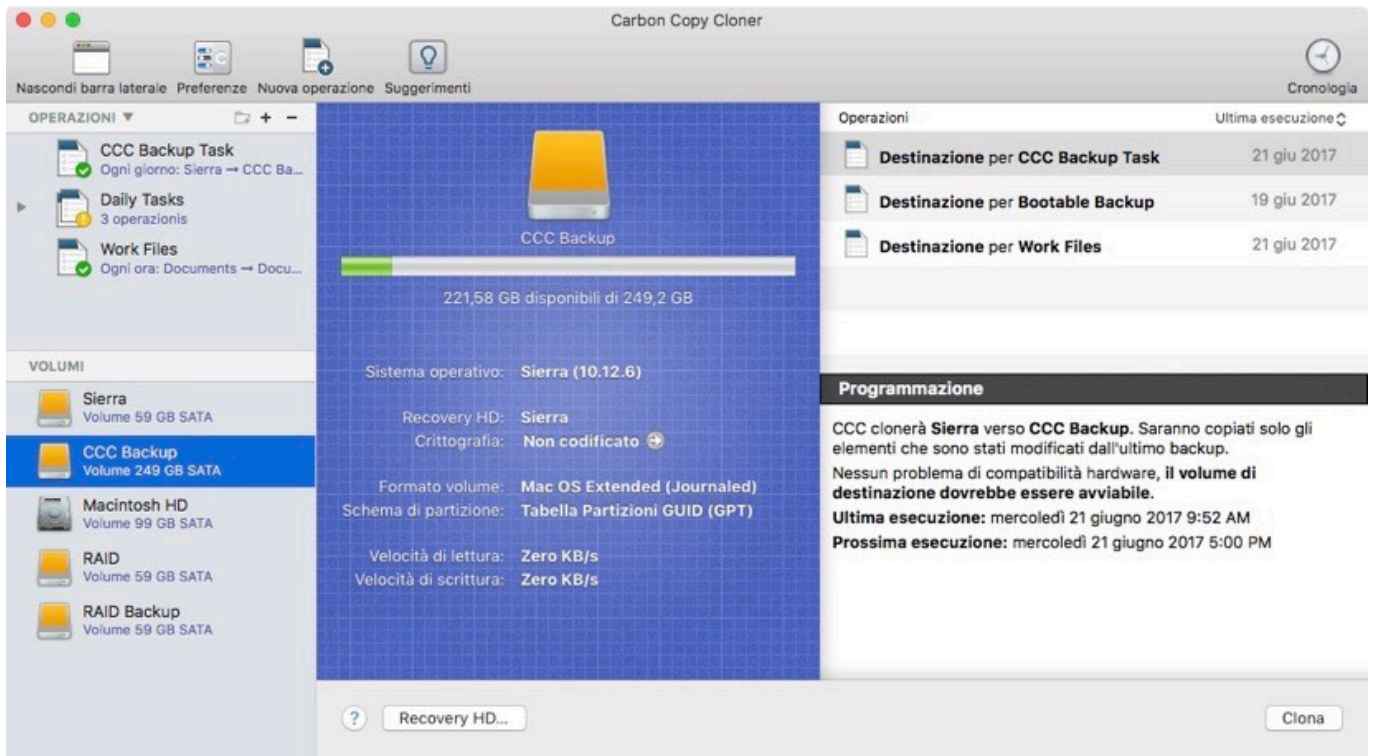 Carbon Copy Cloner
Nascondi barra laterale Preferenze Nuova operazione Suggerimenti
Cronologia
OPERAZIONI
CCC Backup Task
Ogni giorno: Sierra → CCC Ba...
Daily Tasks
3 operazionis
Work Files
Ogni ora: Documents → Docu...
VOLUMI
Sierra
Volume 59 GB SATA
CCC Backup
Volume 249 GB SATA
Macintosh HD
Volume 99 GB SATA
RAID
Volume 59 GB SATA
RAID Backup
Volume 59 GB SATA
CCC Backup
221,58 GB disponibili di 249,2 GB
Sistema operativo: Sierra (10.12.6)
Recovery HD: Sierra
Crittografia: Non codificato
Formato volume: Mac OS Extended (Journaled)
Schema di partizione: Tabella Partizioni GUID (GPT)
Velocità di lettura: Zero KB/s
Velocità di scrittura: Zero KB/s
? Recovery HD...
Operazioni Ultima esecuzione
Destinazione per CCC Backup Task 21 giu 2017
Destinazione per Bootable Backup 19 giu 2017
Destinazione per Work Files 21 giu 2017
Programmazione
CCC clonerà Sierra verso CCC Backup. Saranno copiati solo gli
elementi che sono stati modificati dall'ultimo backup.
Nessun problema di compatibilità hardware, il volume di
destinazione dovrebbe essere avviabile.
Ultima esecuzione: mercoledì 21 giugno 2017 9:52 AM
Prossima esecuzione: mercoledì 21 giugno 2017 5:00 PM
Clona